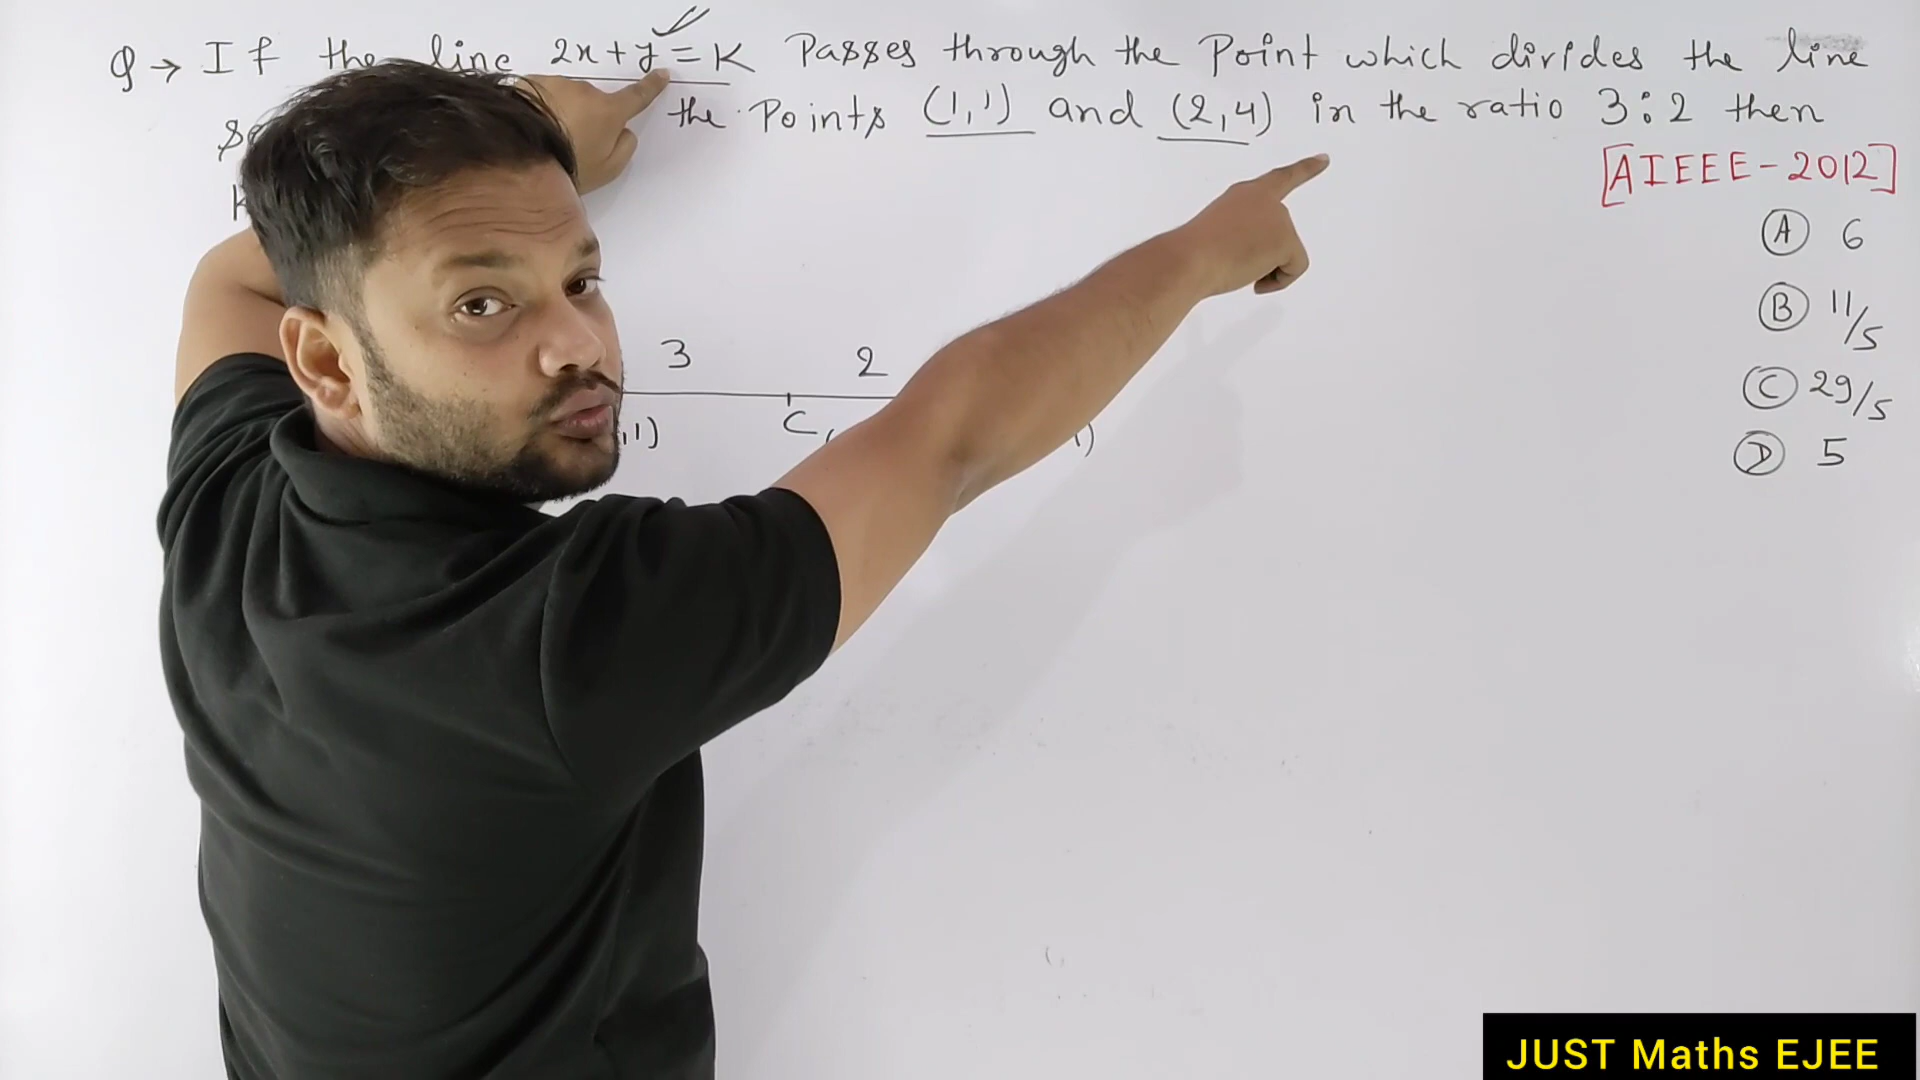 Q → If the line 2x+y=K Passes through the Point which divides the line
the Points (1,1) and (2,4) in the ratio 3:2 then
[AIEEE-2012]
(A) 6
(B) 11/5
3 2
(C) 29/5
,1) C
(D) 5
JUST Maths EJEE